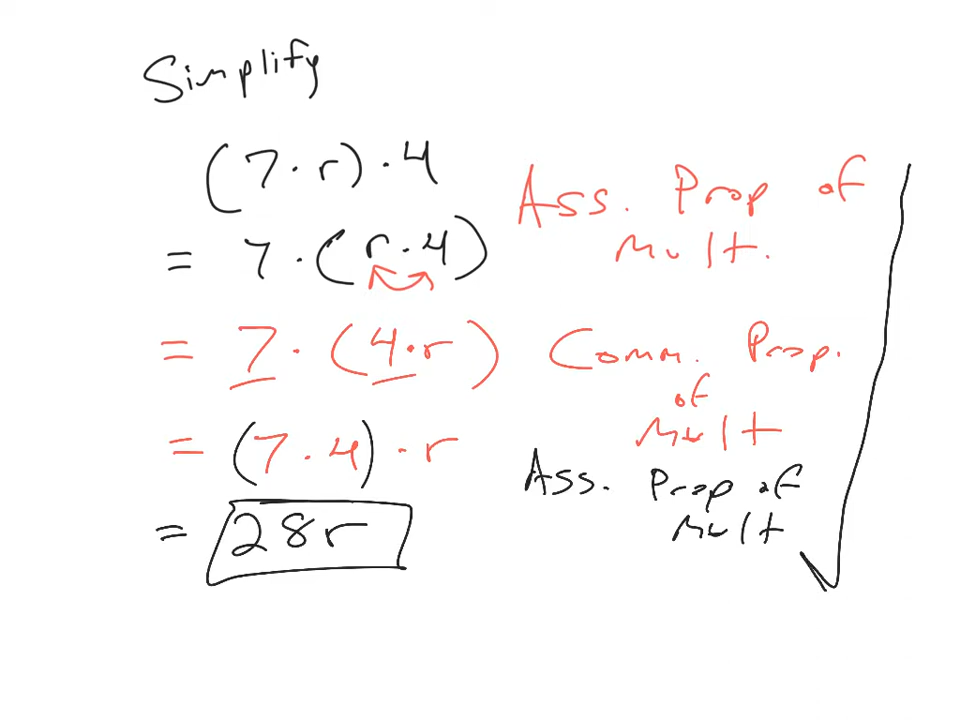 Simplify
(7 · r) · 4
= 7 · (r · 4)
Ass. Prop of
Mult.
= 7 · (4 · r)
Comm. Prop.
of
Mult
= (7 · 4) · r
Ass. Prop of
Mult
= 28r